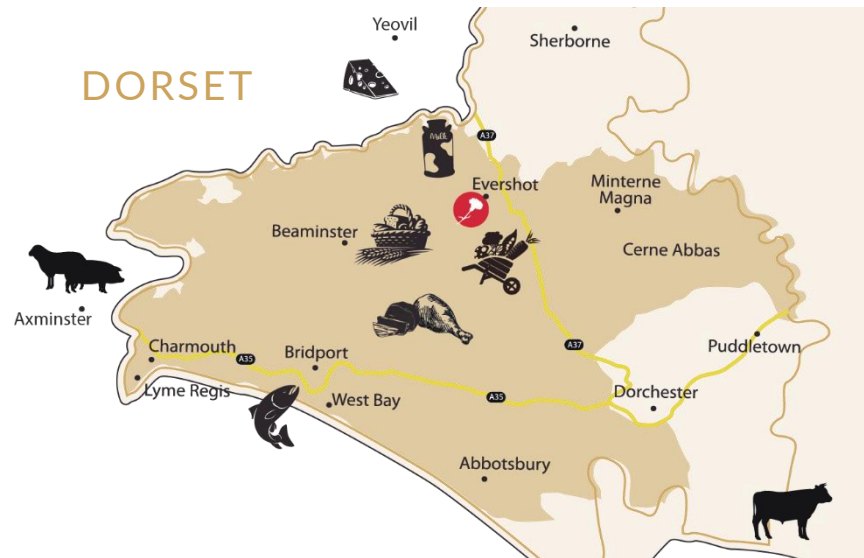 Yeovil
Sherborne
DORSET
A37
MILK
Evershot
Minterne
Magna
Beaminster
Cerne Abbas
Axminster
Charmouth
A35
Bridport
A37
Puddletown
Lyme Regis
West Bay
A35
Dorchester
Abbotsbury